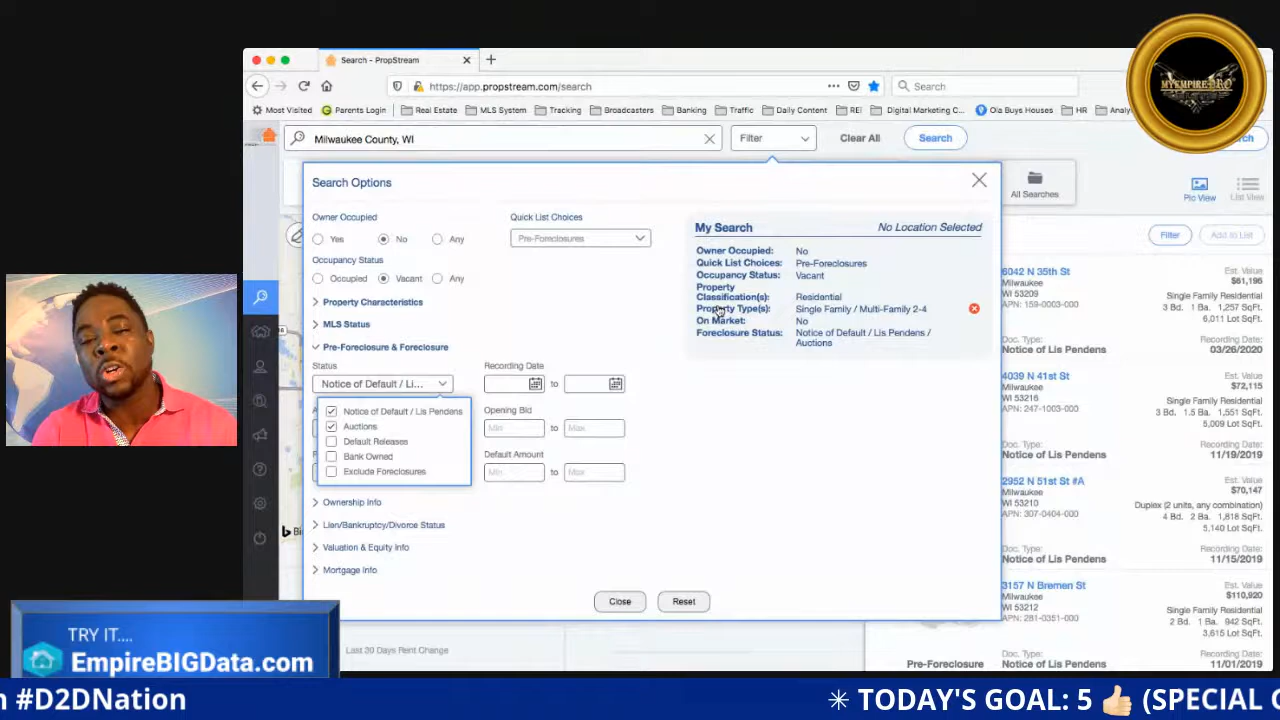 Search - PropStream
https://app.propstream.com/search
Search
MYEMPIREPRO
Most Visited
Parents Login
Real Estate
MLS System
Tracking
Broadcasters
Banking
Traffic
Daily Content
REI
Digital Marketing C...
Ola Buys Houses
HR
Milwaukee County, WI
Filter
Clear All
Search
All Searches
Pic View
List View
Filter
Add to List
Search Options
Owner Occupied
Yes
No
Any
Quick List Choices
Pre-Foreclosures
Occupancy Status
Occupied
Vacant
Any
Property Characteristics
MLS Status
Pre-Foreclosure & Foreclosure
Status
Notice of Default / Li...
Recording Date
to
Notice of Default / Lis Pendens
Auctions
Default Releases
Bank Owned
Exclude Foreclosures
Opening Bid
Min
to
Max
Default Amount
Min
to
Max
Ownership Info
Lien/Bankruptcy/Divorce Status
Valuation & Equity Info
Mortgage Info
Close
Reset
My Search
No Location Selected
Owner Occupied: No
Quick List Choices: Pre-Foreclosures
Occupancy Status: Vacant
Property
Classification(s): Residential
Property Type(s): Single Family / Multi-Family 2-4
On Market: No
Foreclosure Status: Notice of Default / Lis Pendens /
Auctions
6042 N 35th St
Milwaukee
WI 53209
APN: 159-0003-000
Est. Value
$61,196
Single Family Residential
3 Bd. 1 Ba. 1,257 SqFt.
6,011 Lot SqFt.
Doc. Type:
Notice of Lis Pendens
Recording Date:
03/26/2020
4039 N 41st St
Milwaukee
WI 53216
APN: 247-1003-000
Est. Value
$72,115
Single Family Residential
3 Bd. 1.5 Ba. 1,551 SqFt.
5,009 Lot SqFt.
Doc. Type:
Notice of Lis Pendens
Recording Date:
11/19/2019
2952 N 51st St #A
Milwaukee
WI 53210
APN: 307-0404-000
Est. Value
$70,147
Duplex (2 units, any combination)
4 Bd. 2 Ba. 1,818 SqFt.
5,140 Lot SqFt.
Doc. Type:
Notice of Lis Pendens
Recording Date:
11/15/2019
3157 N Bremen St
Milwaukee
WI 53212
APN: 281-0351-000
Est. Value
$110,920
Single Family Residential
2 Bd. 1 Ba. 942 SqFt.
3,615 Lot SqFt.
Pre-Foreclosure
Doc. Type:
Notice of Lis Pendens
Recording Date:
11/01/2019
Last 30 Days Rent Change
TRY IT....
EmpireBIGData.com
#D2DNation
✳ TODAY'S GOAL: 5 👍🏻 (SPECIAL